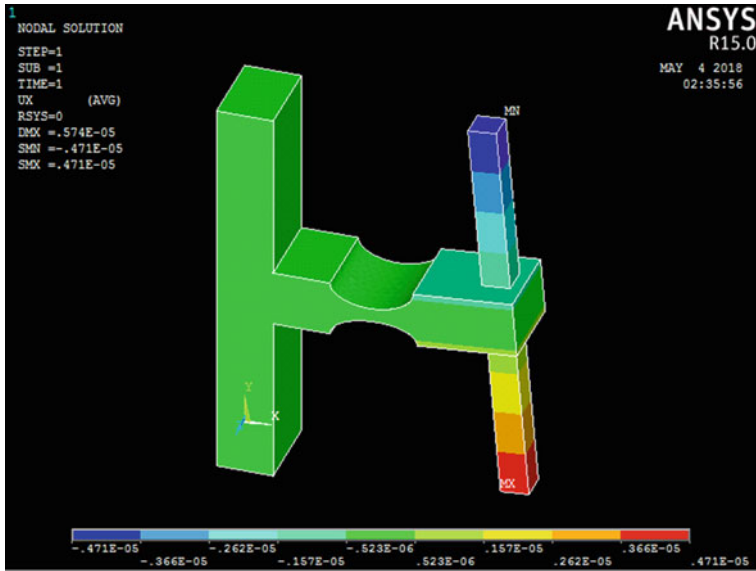 1
NODAL SOLUTION
ANSYS
R15.0
STEP=1
SUB =1
TIME=1
UX (AVG)
RSYS=0
DMX =.574E-05
SMN =-.471E-05
SMX =.471E-05
MAY 4 2018
02:35:56
MN
Y
X
MX
-.471E-05
-.366E-05
-.262E-05
-.157E-05
-.523E-06
.523E-06
.157E-05
.262E-05
.366E-05
.471E-05